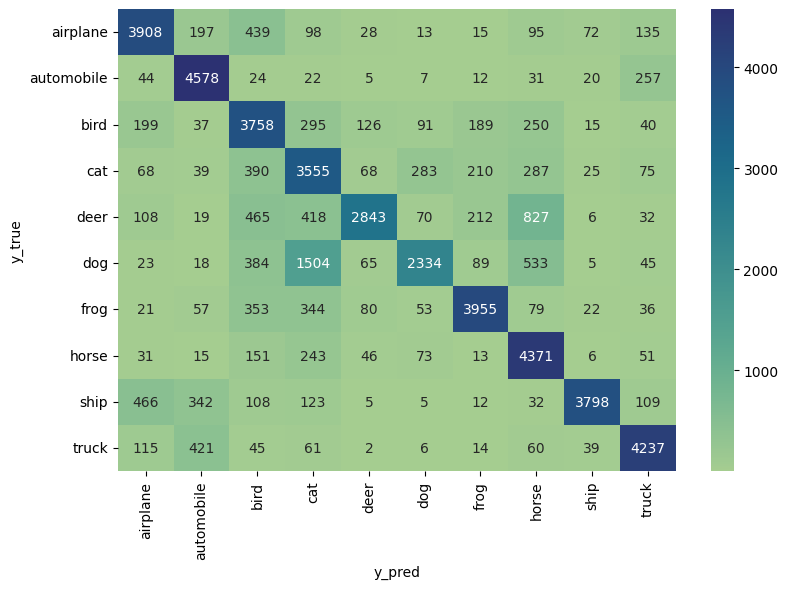 airplane 3908 197 439 98 28 13 15 95 72 135
automobile 44 4578 24 22 5 7 12 31 20 257
bird 199 37 3758 295 126 91 189 250 15 40
cat 68 39 390 3555 68 283 210 287 25 75
deer 108 19 465 418 2843 70 212 827 6 32
dog 23 18 384 1504 65 2334 89 533 5 45
frog 21 57 353 344 80 53 3955 79 22 36
horse 31 15 151 243 46 73 13 4371 6 51
ship 466 342 108 123 5 5 12 32 3798 109
truck 115 421 45 61 2 6 14 60 39 4237
airplane automobile bird cat deer dog frog horse ship truck
y_pred
y_true
4000
3000
2000
1000